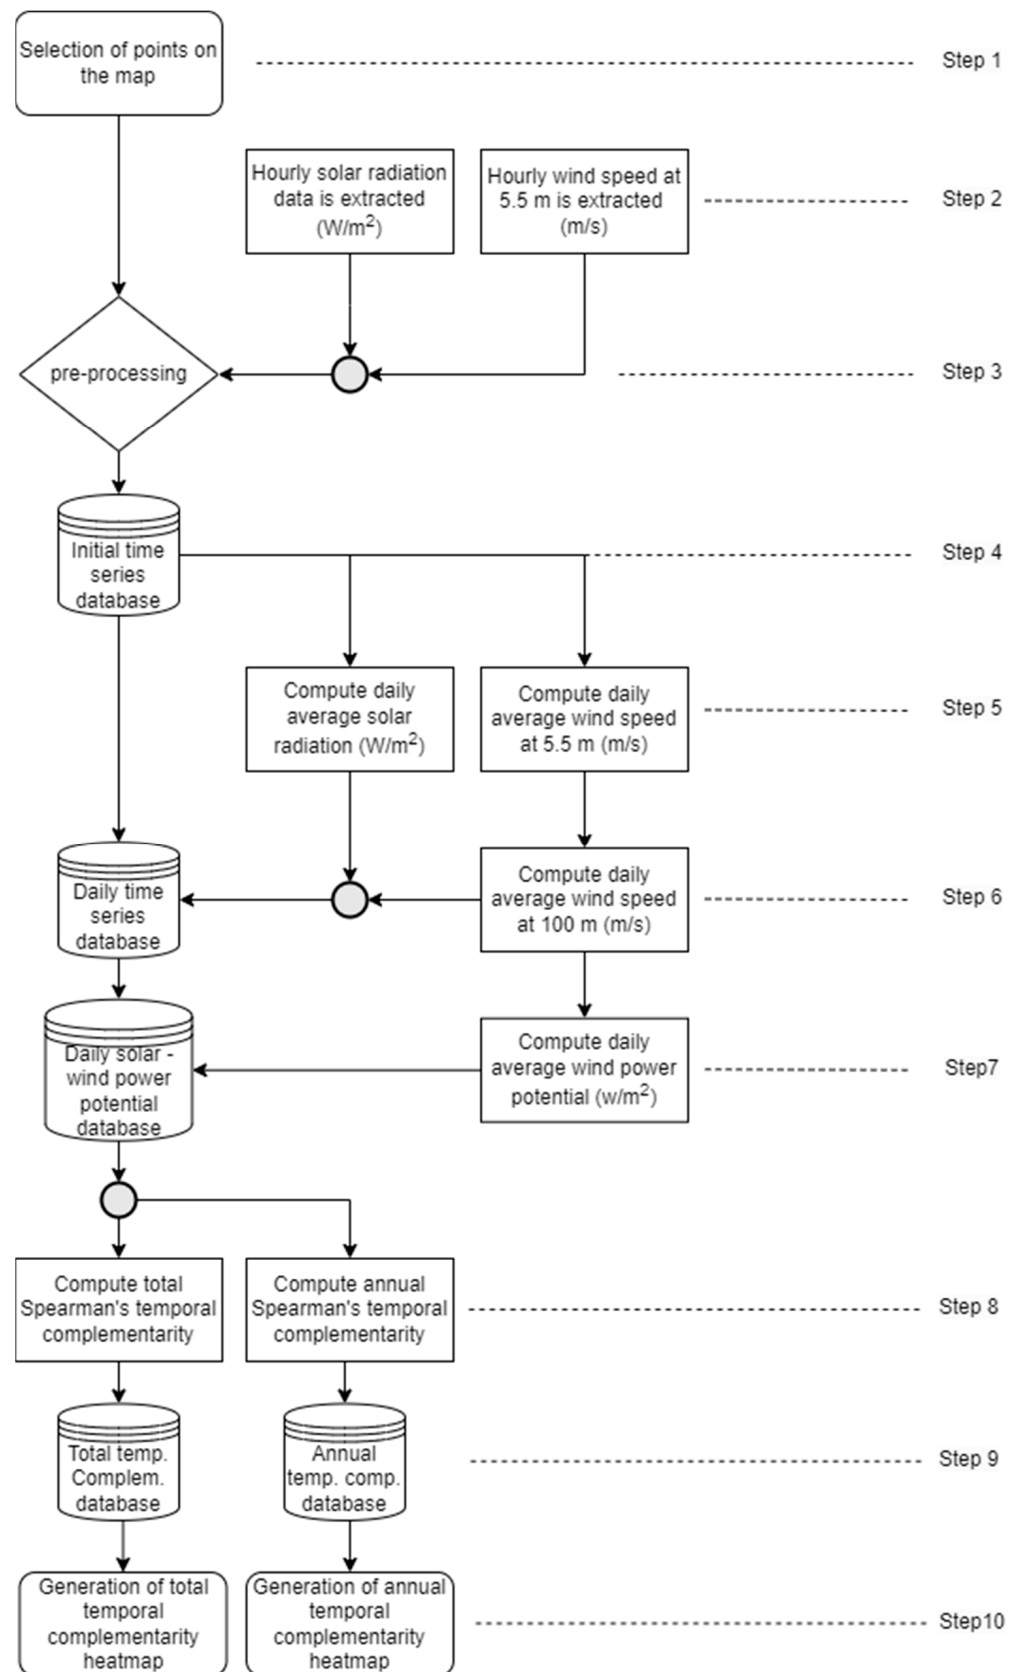 Selection of points on
the map
Step 1
Hourly solar radiation
data is extracted
(W/m²)
Hourly wind speed at
5.5 m is extracted
(m/s)
Step 2
pre-processing
Step 3
Initial time
series
database
Step 4
Compute daily
average solar
radiation (W/m²)
Compute daily
average wind speed
at 5.5 m (m/s)
Step 5
Daily time
series
database
Compute daily
average wind speed
at 100 m (m/s)
Step 6
Daily solar -
wind power
potential
database
Compute daily
average wind power
potential (w/m²)
Step7
Compute total
Spearman's temporal
complementarity
Compute annual
Spearman's temporal
complementarity
Step 8
Total temp.
Complem.
database
Annual
temp. comp.
database
Step 9
Generation of total
temporal
complementarity
heatmap
Generation of annual
temporal
complementarity
heatmap
Step10